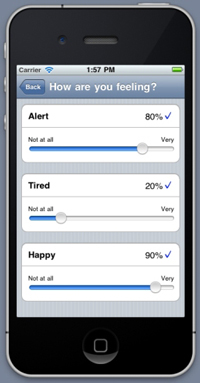 Carrier 1:57 PM
Back How are you feeling?
Alert 80% ✓
Not at all Very
Tired 20% ✓
Not at all Very
Happy 90% ✓
Not at all Very